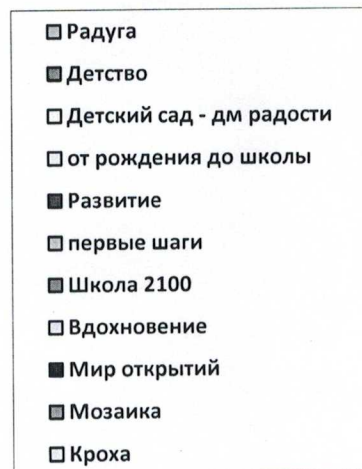 Радуга
Детство
Детский сад - дм радости
от рождения до школы
Развитие
первые шаги
Школа 2100
Вдохновение
Мир открытий
Мозаика
Кроха